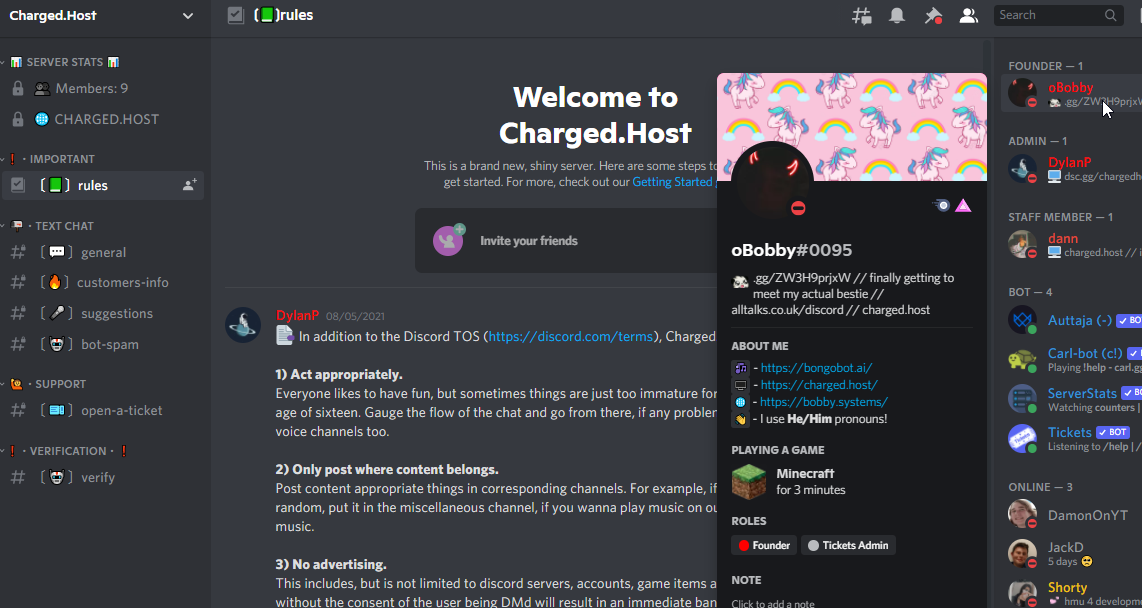 Charged.Host
SERVER STATS
Members: 9
CHARGED.HOST
IMPORTANT
[ ] rules
· TEXT CHAT
[ ] general
[ ] customers-info
[ ] suggestions
[ ] bot-spam
· SUPPORT
[ ] open-a-ticket
· VERIFICATION ·
[ ] verify
[ ]rules
Search
Welcome to
Charged.Host
This is a brand new, shiny server. Here are some steps to
get started. For more, check out our Getting Started
Invite your friends
DylanP 08/05/2021
In addition to the Discord TOS (https://discord.com/terms), Charged
1) Act appropriately.
Everyone likes to have fun, but sometimes things are just too immature for
age of sixteen. Gauge the flow of the chat and go from there, if any problem
voice channels too.
2) Only post where content belongs.
Post content appropriate things in corresponding channels. For example, if
random, put it in the miscellaneous channel, if you wanna play music on ou
music.
3) No advertising.
This includes, but is not limited to discord servers, accounts, game items a
without the consent of the user being DMd will result in an immediate ban
oBobby#0095
.gg/ZW3H9prjxW // finally getting to
meet my actual bestie //
alltalks.co.uk/discord // charged.host
ABOUT ME
- https://bongobot.ai/
- https://charged.host/
- https://bobby.systems/
- I use He/Him pronouns!
PLAYING A GAME
Minecraft
for 3 minutes
ROLES
Founder
Tickets Admin
NOTE
Click to add a note
FOUNDER — 1
oBobby
.gg/ZW3H9prjxW
ADMIN — 1
DylanP
dsc.gg/chargedh
STAFF MEMBER — 1
dann
charged.host // i
BOT — 4
Auttaja (-) BO
Carl-bot (c!)
Playing !help - carl.g
ServerStats BO
Watching counters |
Tickets BOT
Listening to /help | /
ONLINE — 3
DamonOnYT
JackD
5 days
Shorty
hmu 4 developm